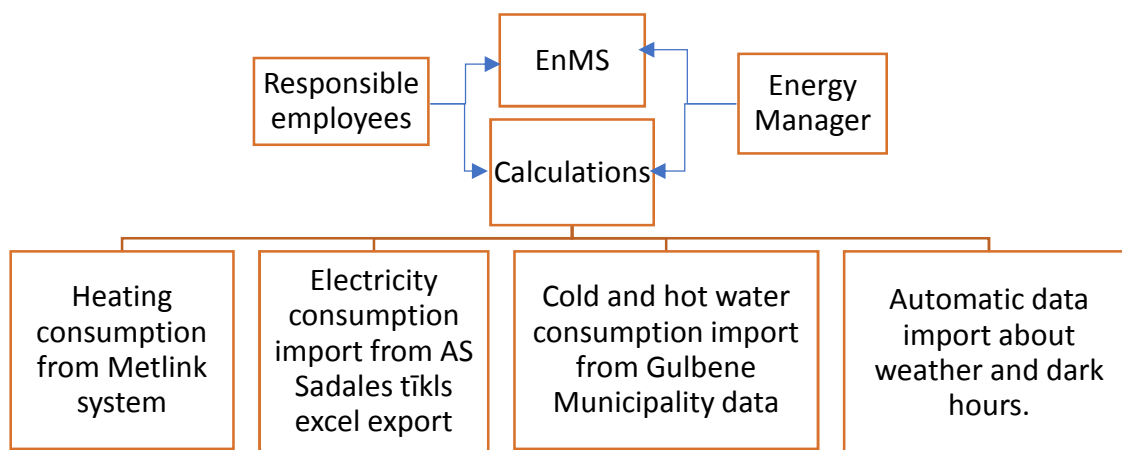 EnMS
Responsible
employees
Energy
Manager
Calculations
Heating
consumption
from Metlink
system
Electricity
consumption
import from AS
Sadales tīkls
excel export
Cold and hot water
consumption import
from Gulbene
Municipality data
Automatic data
import about
weather and dark
hours.